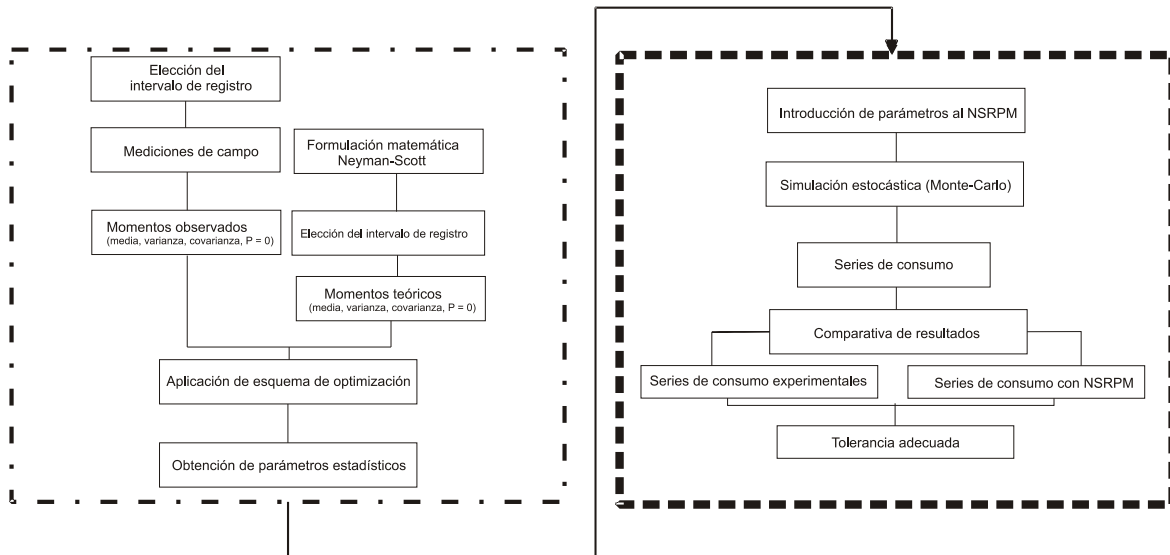 Elección del
intervalo de registro
Mediciones de campo
Momentos observados
(media, varianza, covarianza, P = 0)
Formulación matemática
Neyman-Scott
Elección del intervalo de registro
Momentos teóricos
(media, varianza, covarianza, P = 0)
Aplicación de esquema de optimización
Obtención de parámetros estadísticos
Introducción de parámetros al NSRPM
Simulación estocástica (Monte-Carlo)
Series de consumo
Comparativa de resultados
Series de consumo experimentales
Series de consumo con NSRPM
Tolerancia adecuada